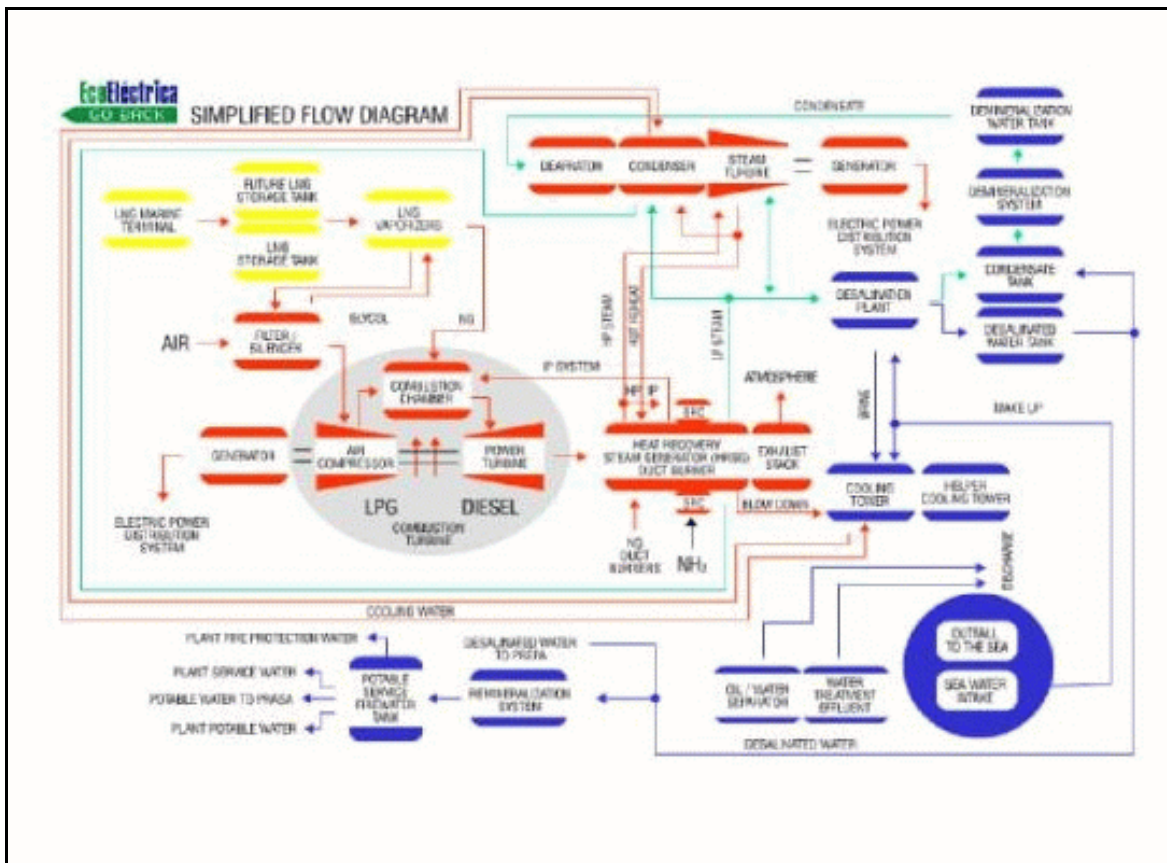 EcoEléctrica
GO BACK
SIMPLIFIED FLOW DIAGRAM
CONDENSATE
DEMINERALIZATION
WATER TANK
FUTURE LNG
STORAGE TANK
LNG MARINE
TERMINAL
LNG
VAPORIZERS
LNG
STORAGE TANK
CONDENSER
STEAM
TURBINE
GENERATOR
DEMINERALIZATION
SYSTEM
ELECTRIC POWER
DISTRIBUTION
SYSTEM
CONDENSATE
TANK
DESALINATION
PLANT
DESALINATED
WATER TANK
HP STEAM
HOT REHEAT
LP STEAM
GLYCOL
NG
AIR
FILTER /
SILENCER
IP SYSTEM
COMBUSTION
CHAMBER
HP IP
ATMOSPHERE
BRINE
MAKE UP
GENERATOR
AIR
COMPRESSOR
POWER
TURBINE
HEAT RECOVERY
STEAM GENERATOR (HRSG)
DUCT BURNER
EXHAUST
STACK
COOLING
TOWER
HELPER
COOLING TOWER
BLOW DOWN
LPG
DIESEL
COMBUSTION
TURBINE
ELECTRIC POWER
DISTRIBUTION
SYSTEM
NG
DUCT
BURNERS
NH₃
DISCHARGE
COOLING WATER
PLANT FIRE PROTECTION WATER
PLANT SERVICE WATER
POTABLE WATER TO PRASA
PLANT POTABLE WATER
POTABLE
SERVICE
FIREWATER
TANK
DESALINATED WATER
TO PREPA
REMINERALIZATION
SYSTEM
OIL / WATER
SEPARATOR
WATER
TREATMENT
EFFLUENT
OUTFALL
TO THE SEA
SEA WATER
INTAKE
DESALINATED WATER